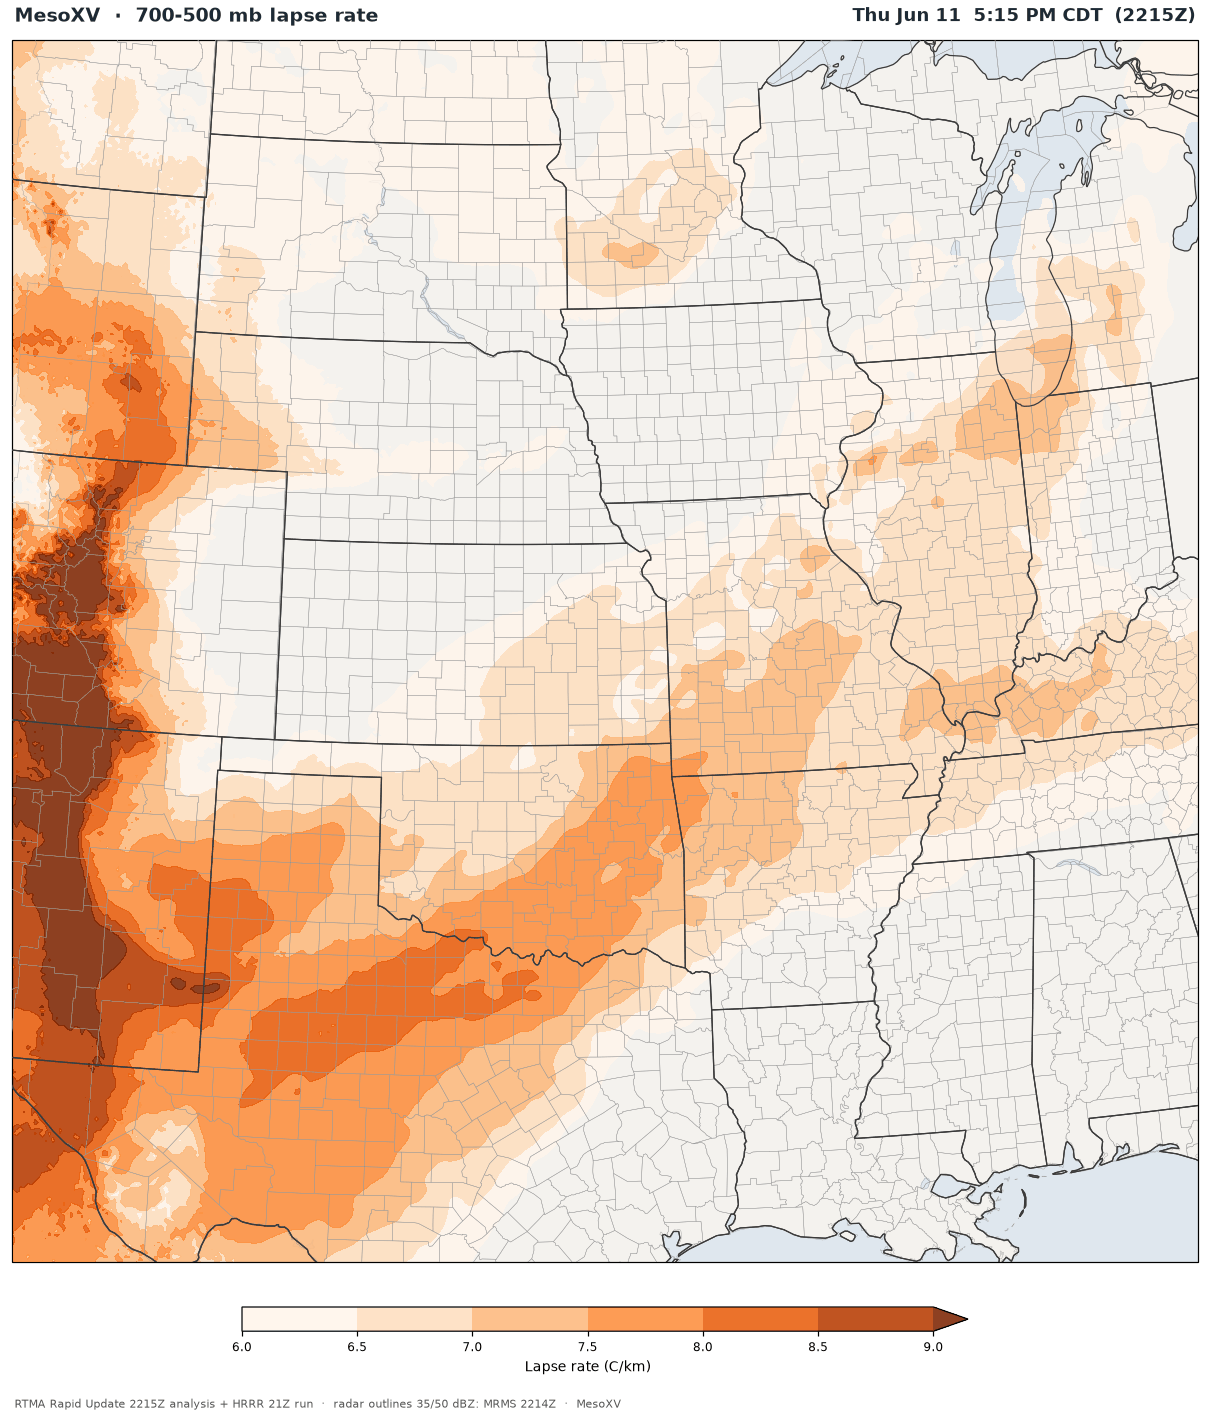 MesoXV · 700-500 mb lapse rate
Thu Jun 11 5:15 PM CDT (2215Z)
6.0 6.5 7.0 7.5 8.0 8.5 9.0
Lapse rate (C/km)
RTMA Rapid Update 2215Z analysis + HRRR 21Z run · radar outlines 35/50 dBZ: MRMS 2214Z · MesoXV